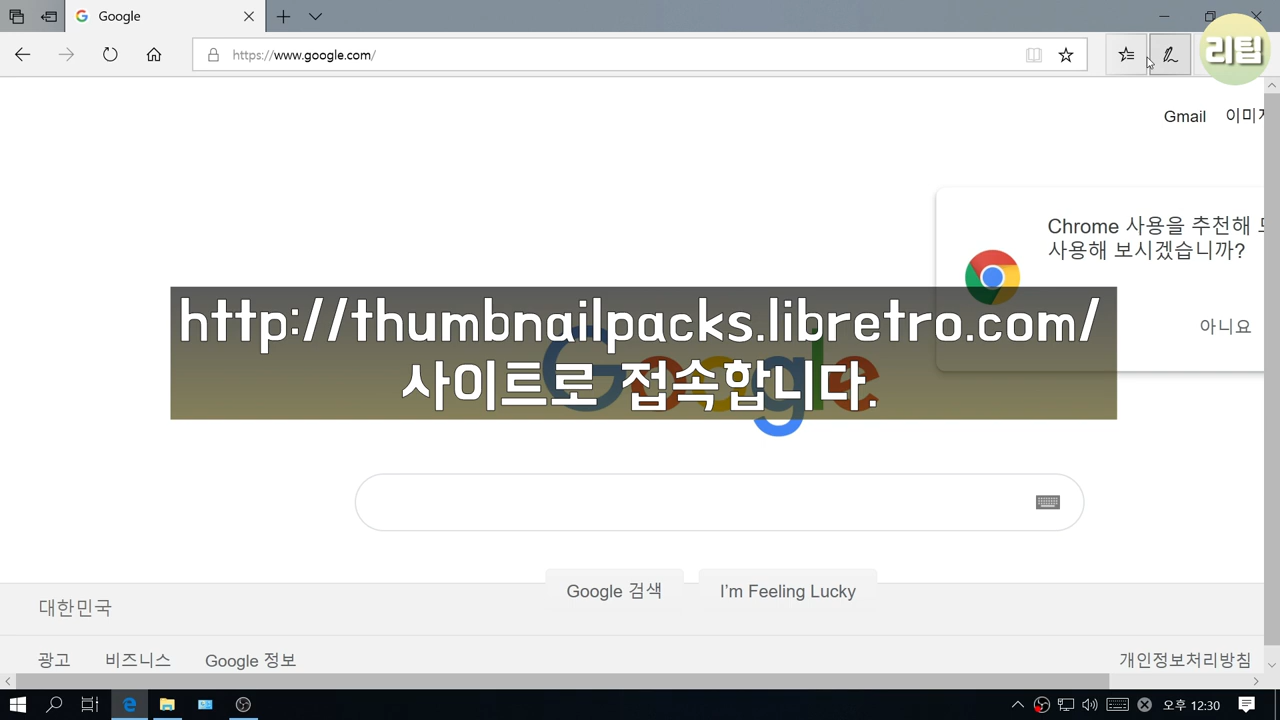 Google
리팁
https://www.google.com/
Gmail 이미지
Chrome 사용을 추천해
사용해 보시겠습니까?
http://thumbnailpacks.libretro.com/
사이트로 접속합니다.
아니요
Google
Google 검색
I'm Feeling Lucky
대한민국
광고
비즈니스
Google 정보
개인정보처리방침
오후 12:30